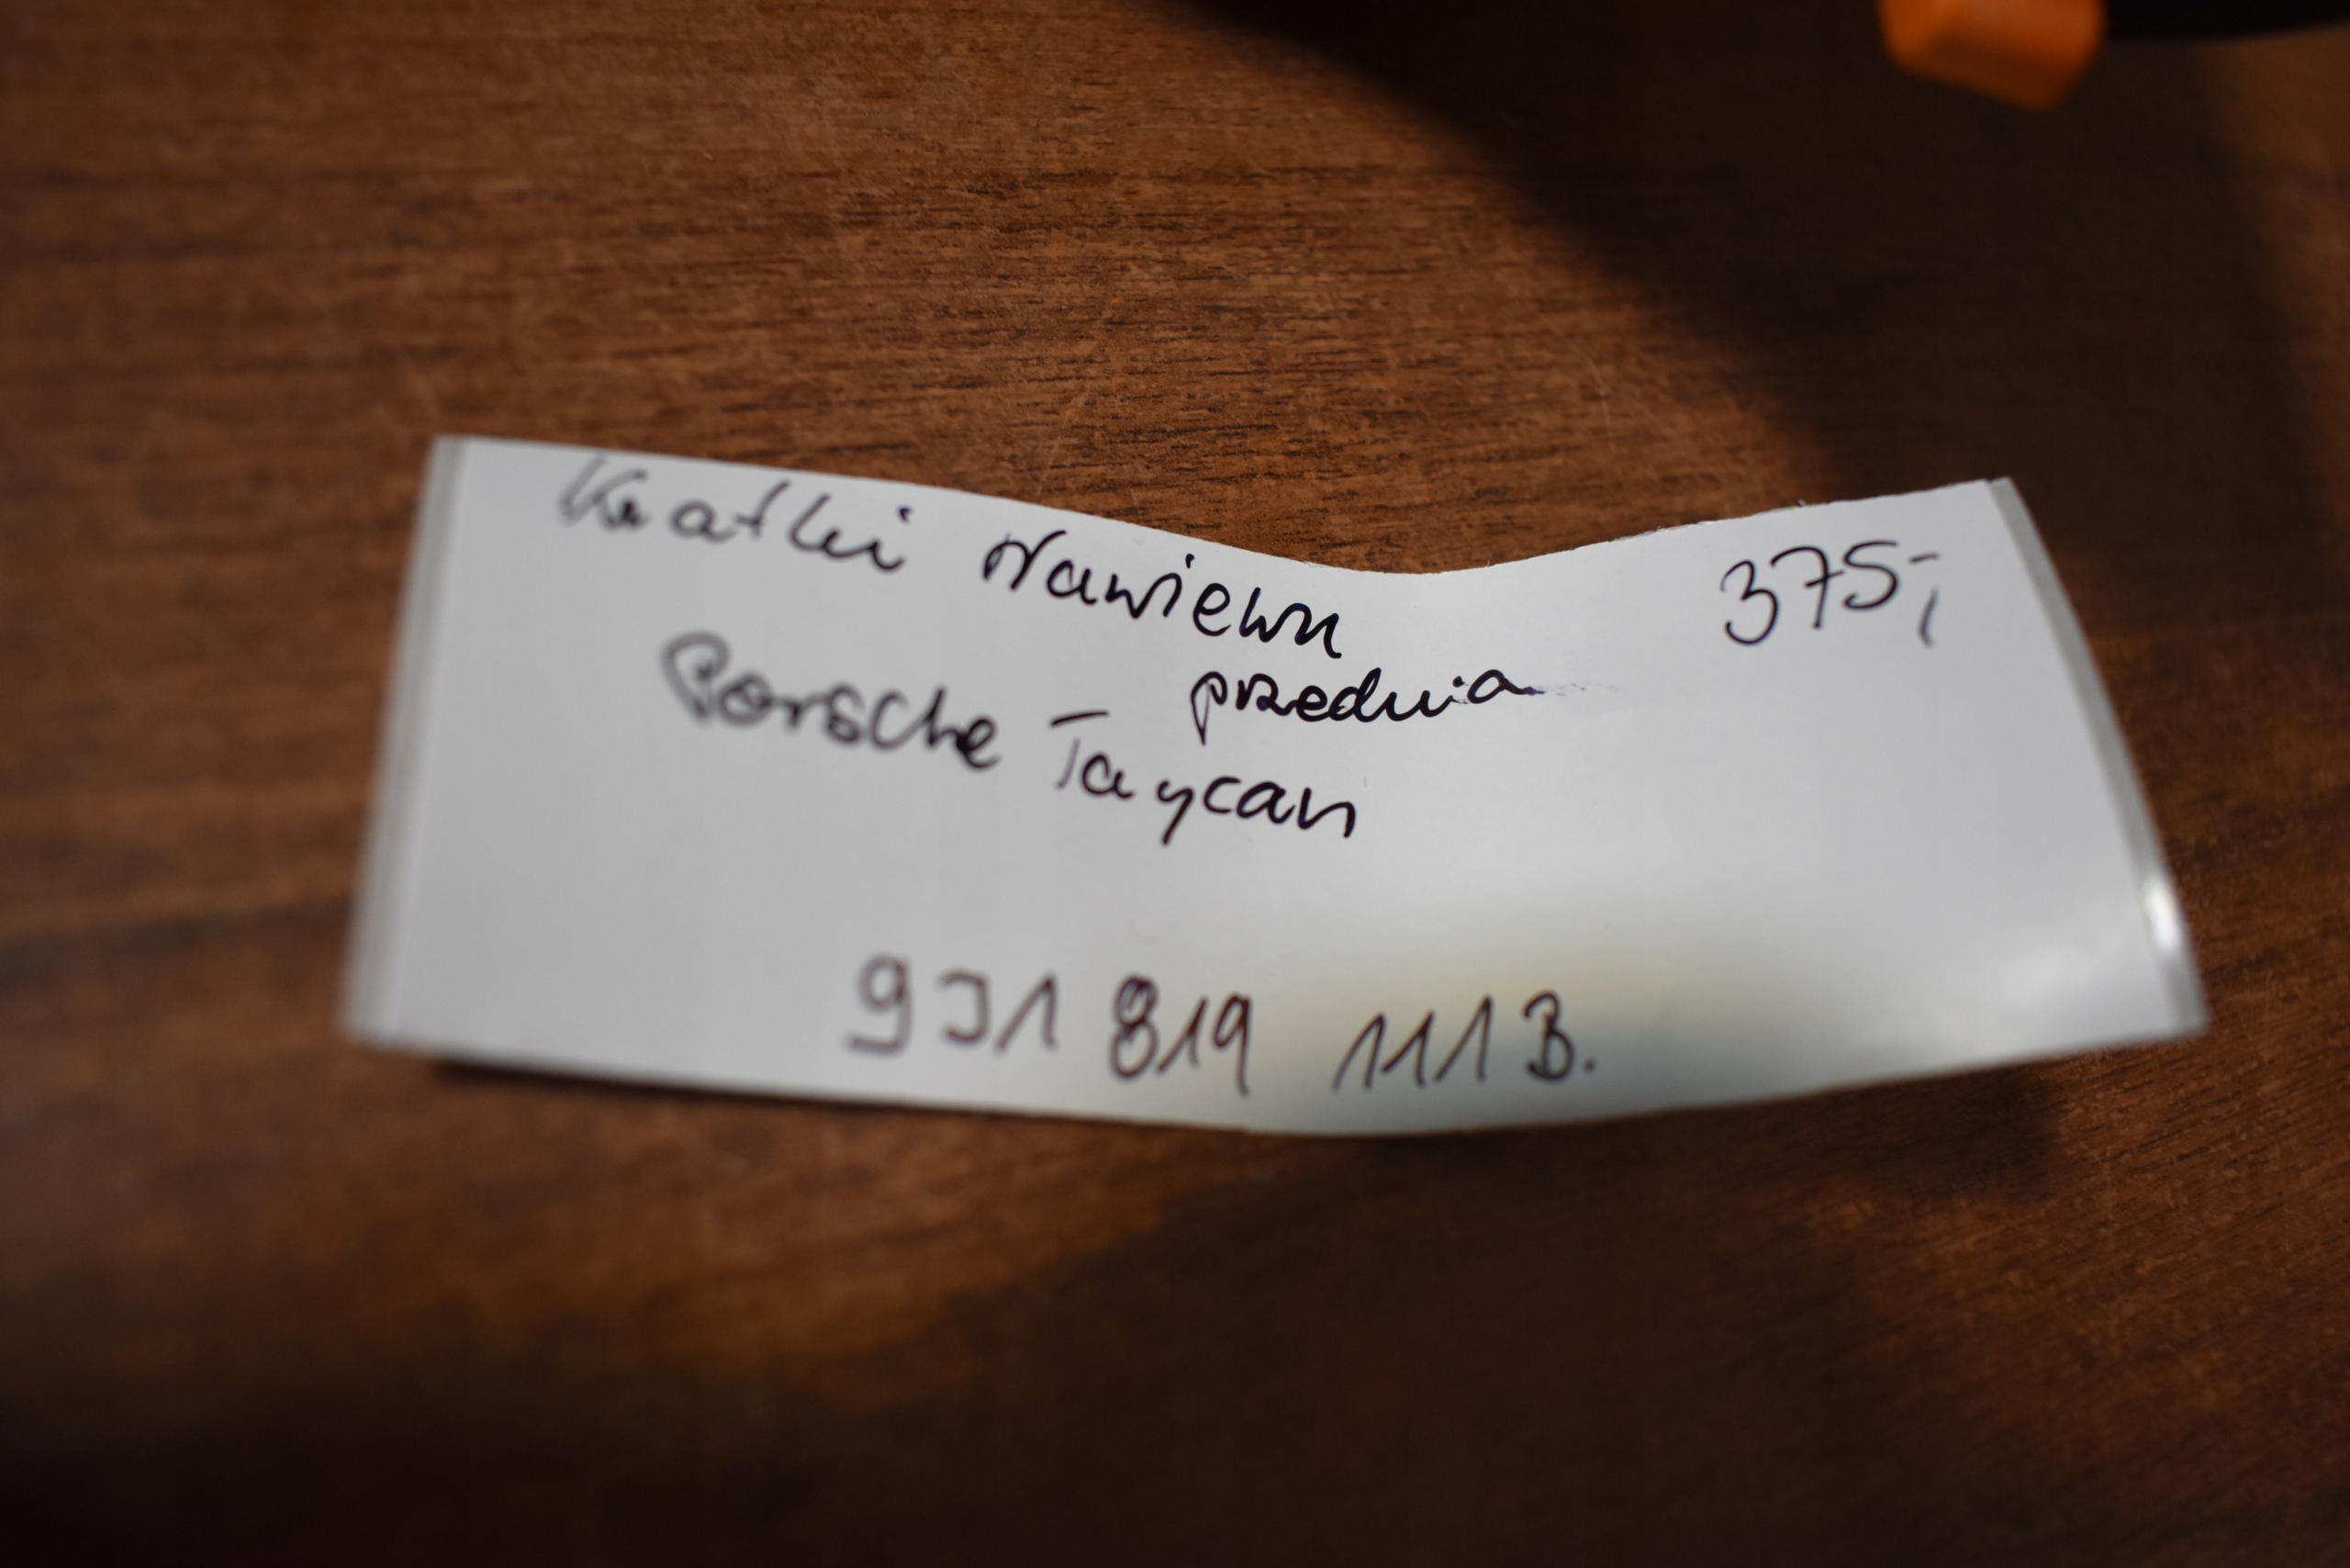 Kratki Nawiewu 375,-
przednia
Porsche Taycan
9J1 819 111 B.